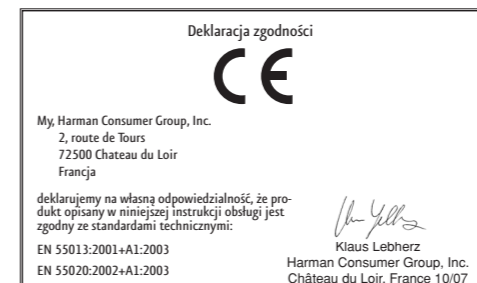 Deklaracja zgodności
CE
My, Harman Consumer Group, Inc.
2, route de Tours
72500 Chateau du Loir
Francja
deklarujemy na własną odpowiedzialność, że pro-
dukt opisany w niniejszej instrukcji obsługi jest
zgodny ze standardami technicznymi:
EN 55013:2001+A1:2003
EN 55020:2002+A1:2003
Klaus Lebherz
Harman Consumer Group, Inc.
Château du Loir, France 10/07